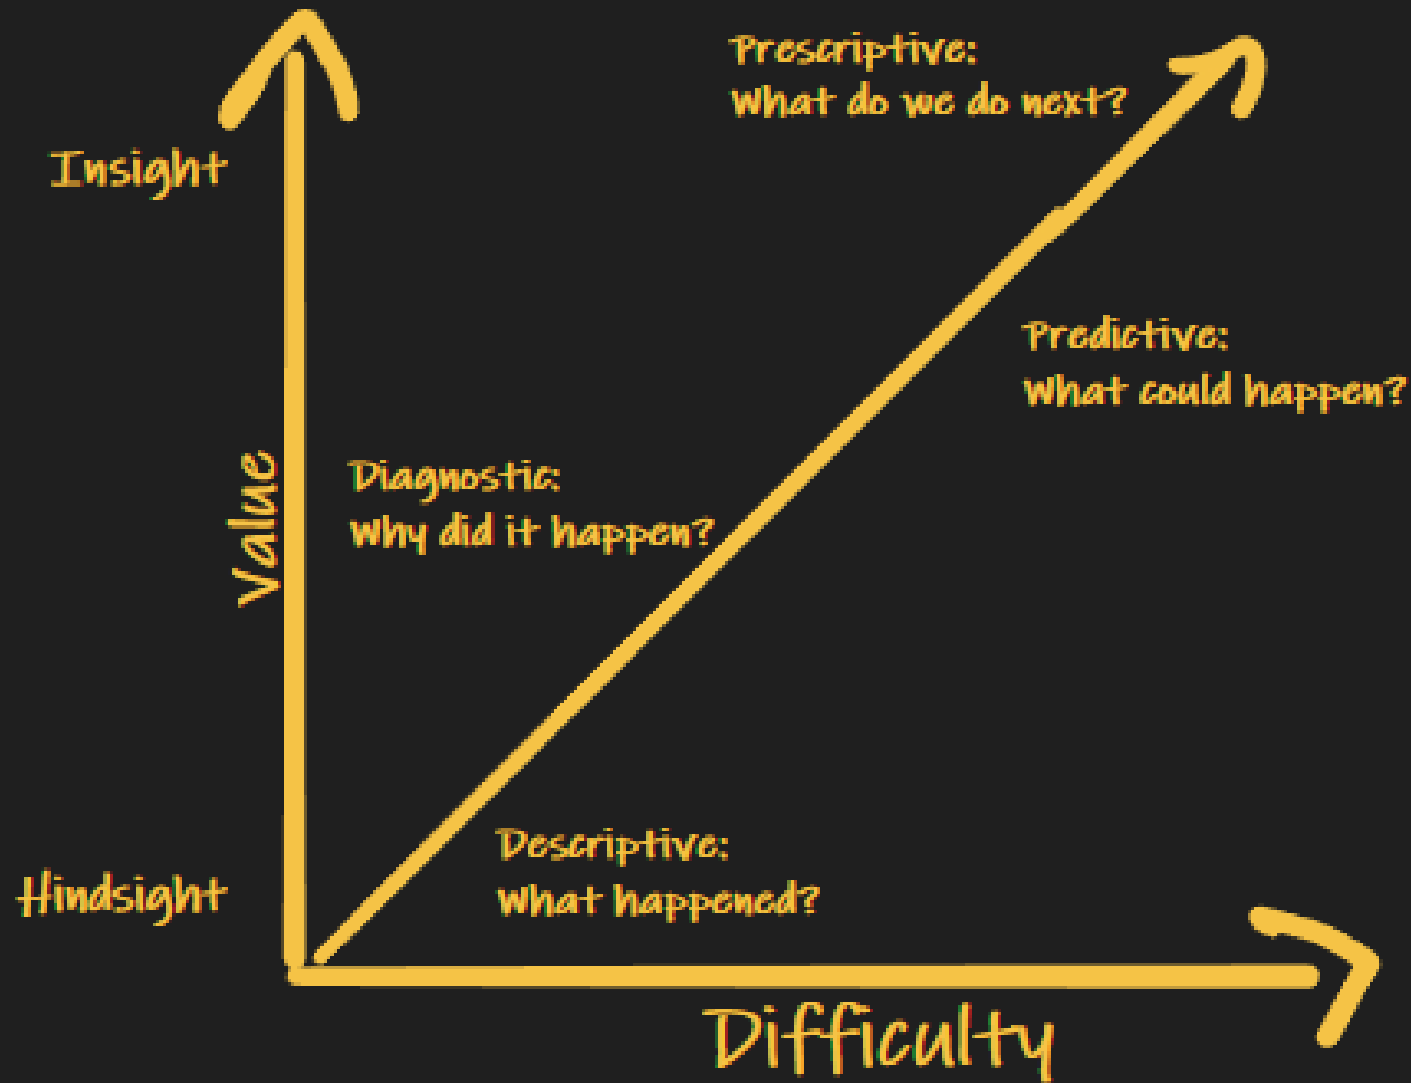 Prescriptive:
What do we do next?
Insight
Predictive:
What could happen?
Value
Diagnostic:
Why did it happen?
Descriptive:
What happened?
Hindsight
Difficulty